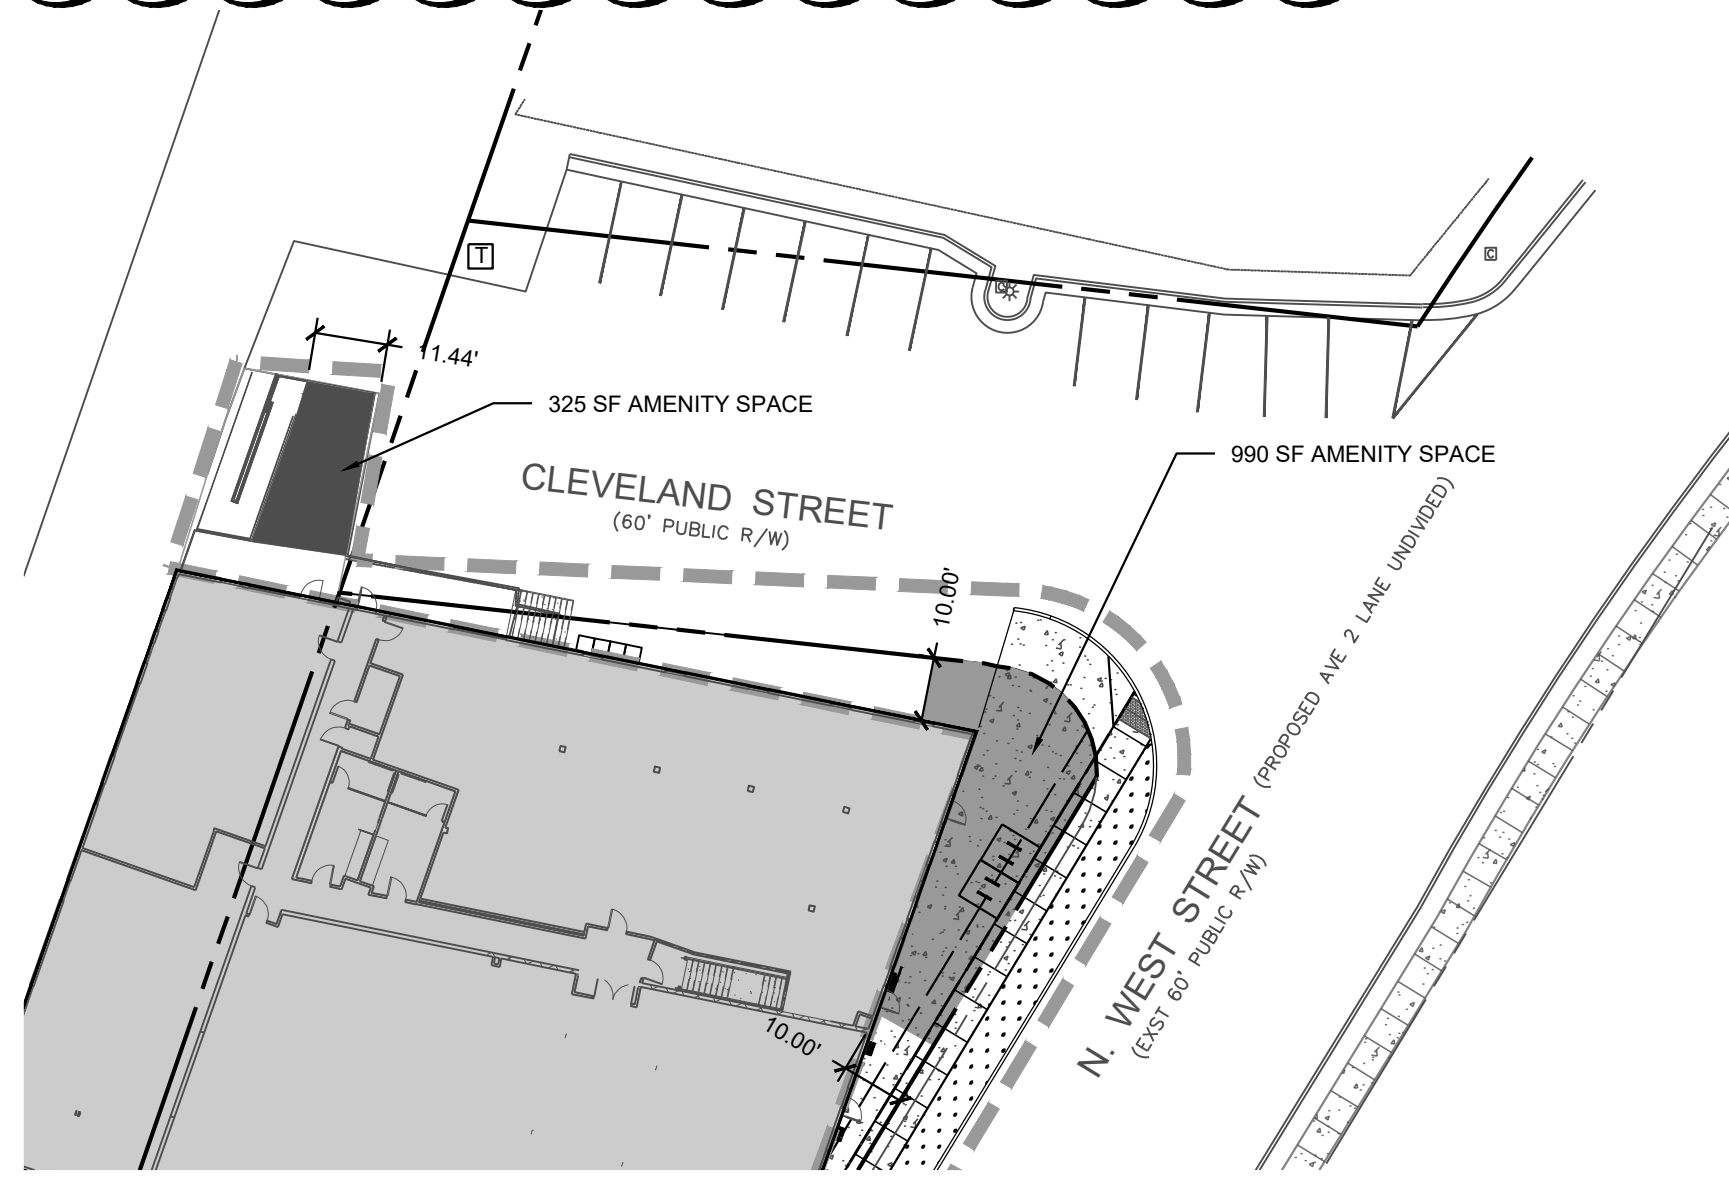 T
C
C
11.44'
325 SF AMENITY SPACE
990 SF AMENITY SPACE
CLEVELAND STREET
(60' PUBLIC R/W)
10.00'
10.00'
N. WEST STREET (PROPOSED AVE 2 LANE UNDIVIDED)
(EXST 60' PUBLIC R/W)